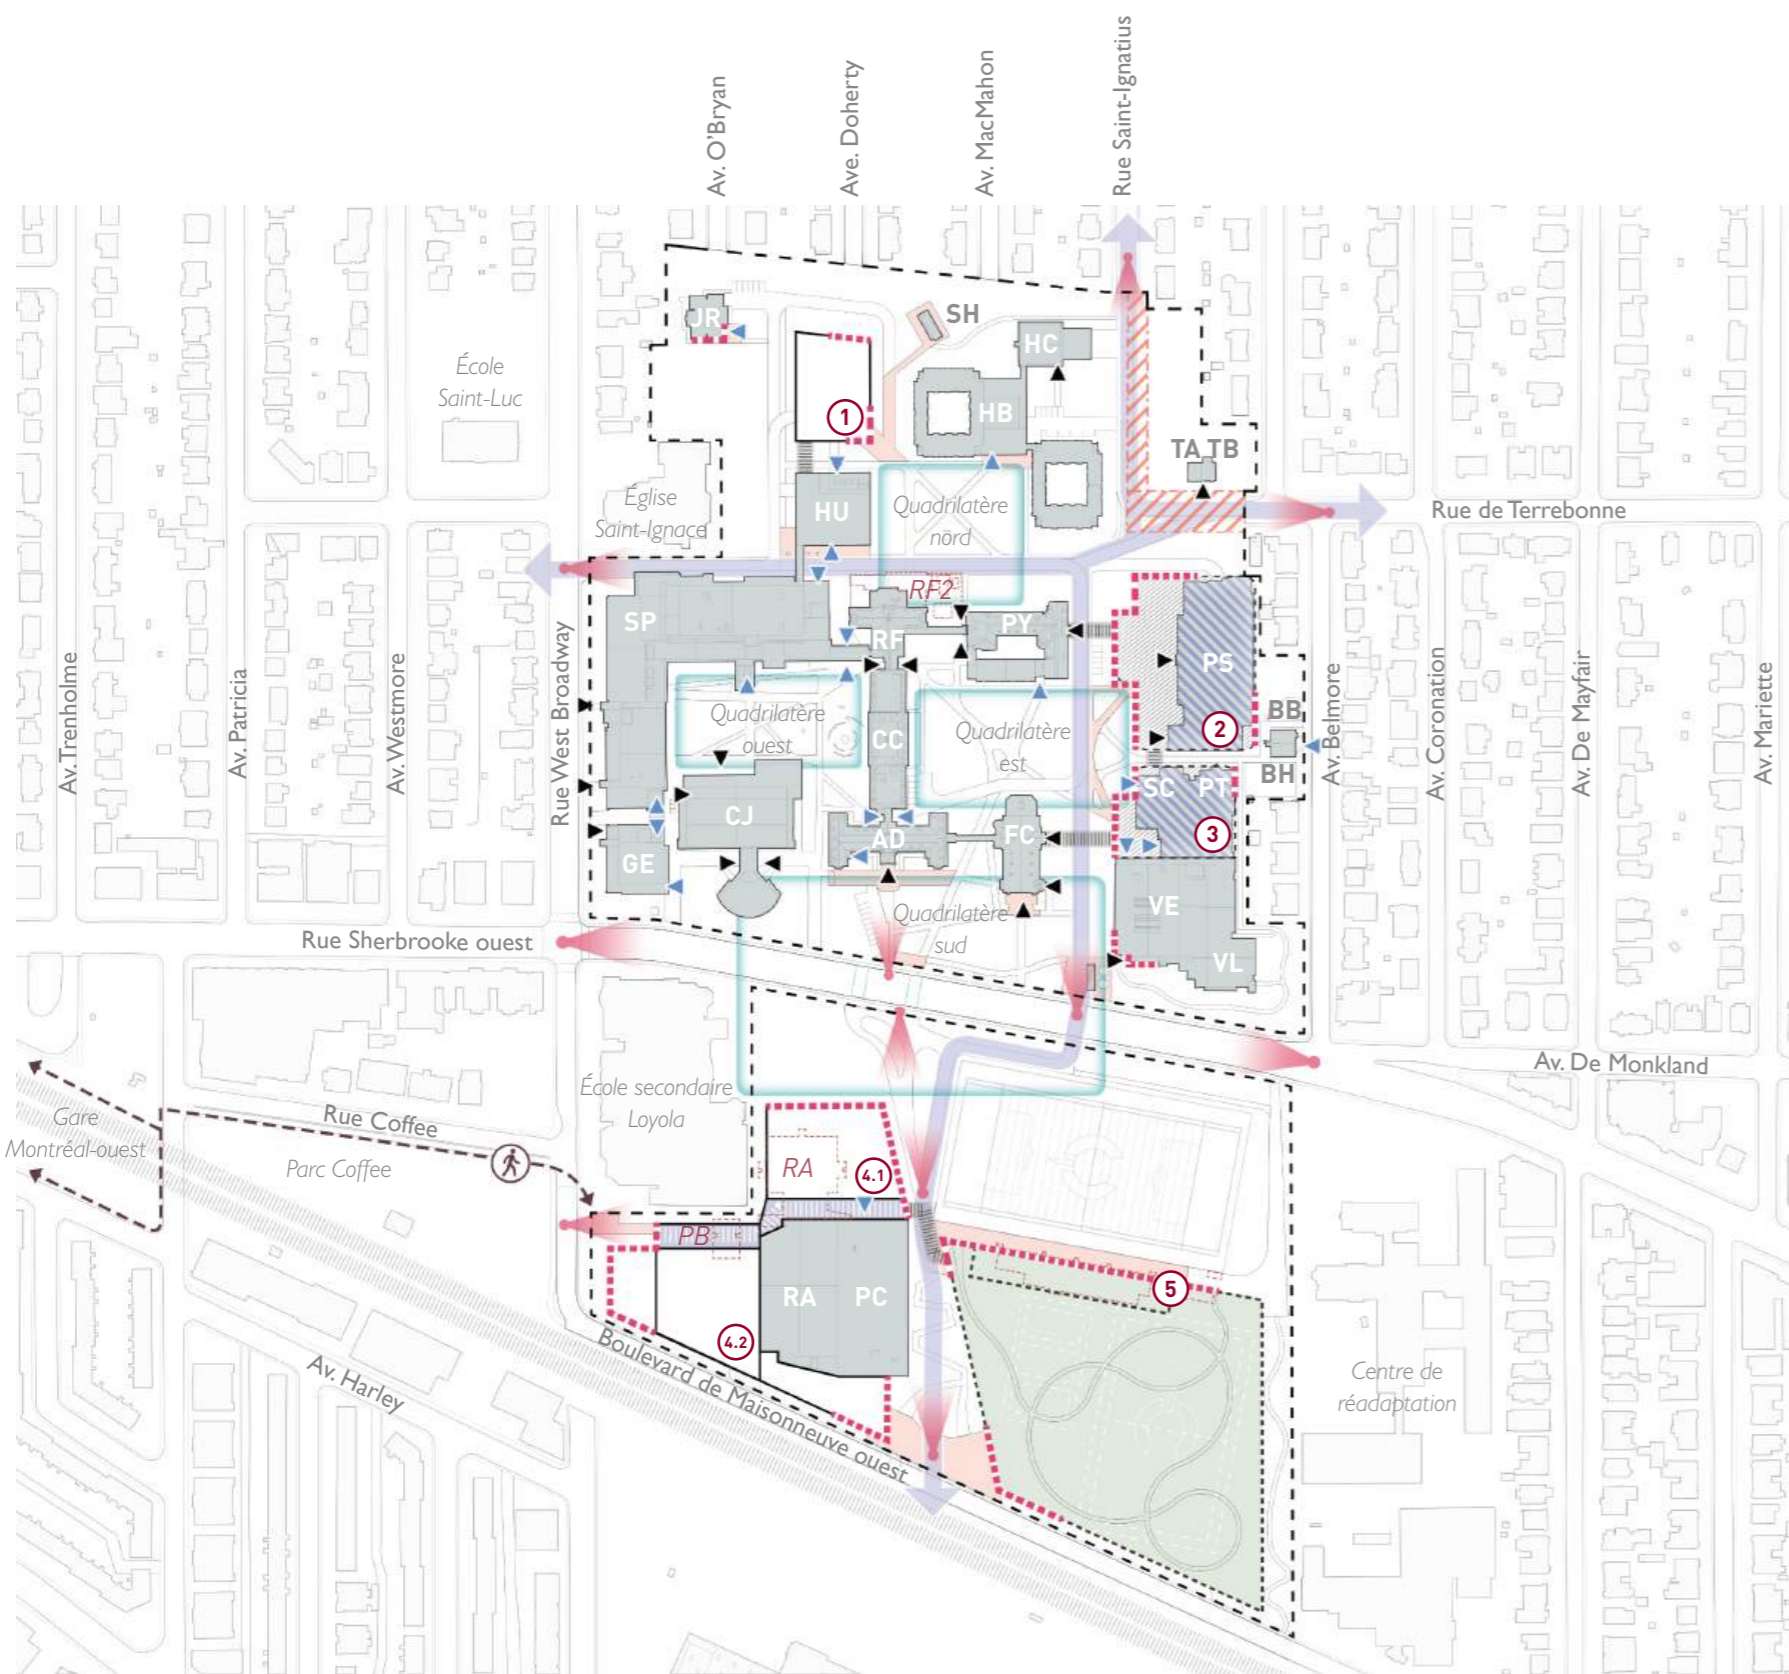 Av. O'Bryan
Ave. Doherty
Av. MacMahon
Rue Saint-Ignatius
JR
SH
HC
École
Saint-Luc
1
HB
TA TB
Église
Saint-Ignace
HU
Quadrilatère
nord
Rue de Terrebonne
RF2
SP
RF
PY
PS
Av. Trenholme
Av. Patricia
Av. Westmore
Rue West Broadway
Quadrilatère
ouest
CC
Quadrilatère
est
2
BB
BH
Av. Belmore
Av. Coronation
Av. De Mayfair
Av. Mariette
SC
PT
CJ
AD
FC
3
GE
Quadrilatère
sud
VE
VL
Rue Sherbrooke ouest
Av. De Monkland
École secondaire
Loyola
Gare
Montréal-ouest
Rue Coffee
Parc Coffee
RA
4.1
C
PB
RA
PC
5
4.2
Av. Harley
Boulevard de Maisonneuve ouest
Centre de
réadaptation